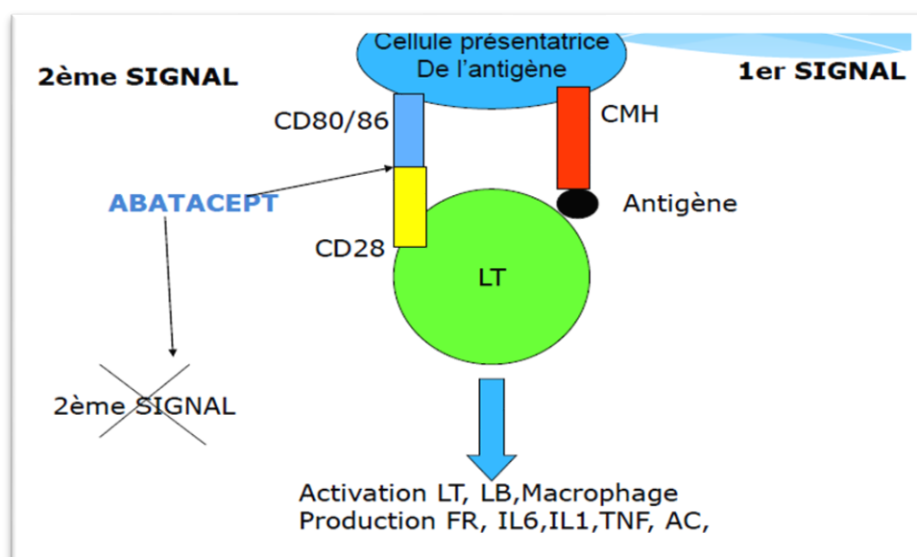 Cellule présentatrice
De l'antigène
2ème SIGNAL
1er SIGNAL
CD80/86
CMH
ABATACEPT
Antigène
CD28
LT
2ème SIGNAL
Activation LT, LB,Macrophage
Production FR, IL6,IL1,TNF, AC,